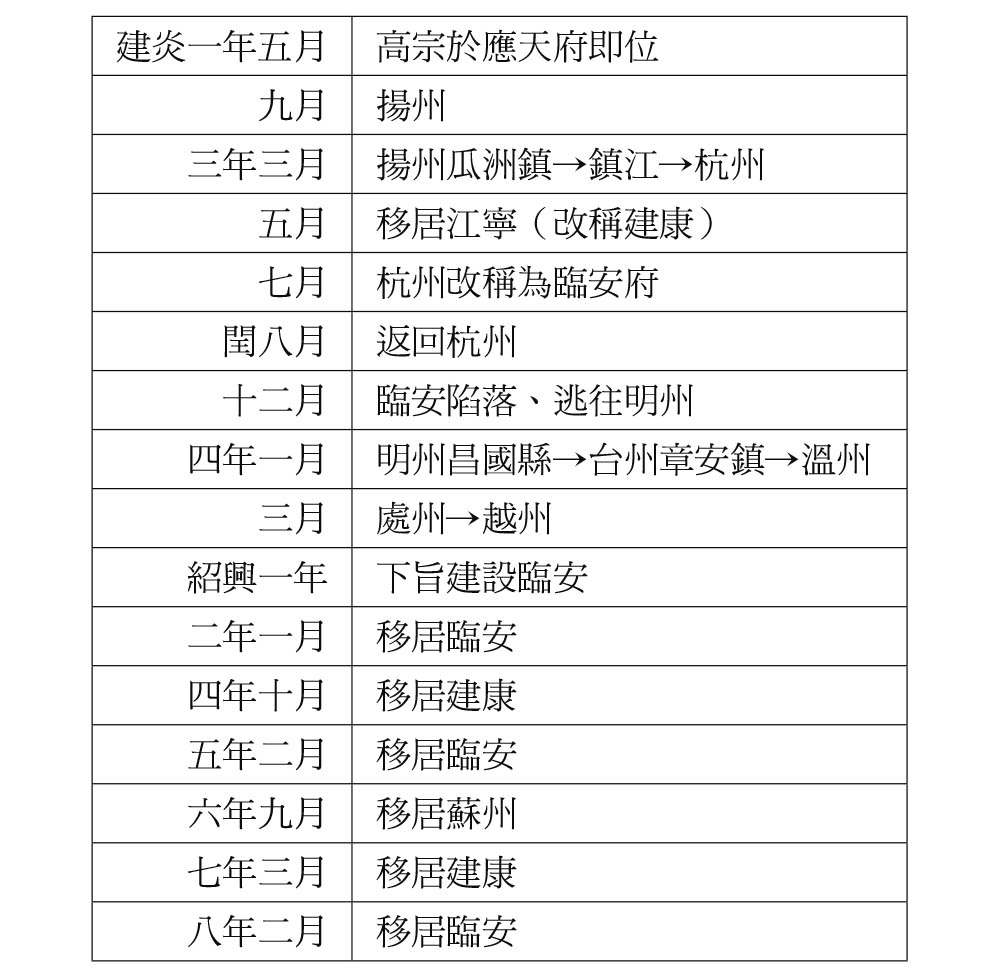 建炎一年五月 高宗於應天府即位
九月 揚州
三年三月 揚州瓜洲鎮→鎮江→杭州
五月 移居江寧（改稱建康）
七月 杭州改稱為臨安府
閏八月 返回杭州
十二月 臨安陷落、逃往明州
四年一月 明州昌國縣→台州章安鎮→溫州
三月 處州→越州
紹興一年 下旨建設臨安
二年一月 移居臨安
四年十月 移居建康
五年二月 移居臨安
六年九月 移居蘇州
七年三月 移居建康
八年二月 移居臨安